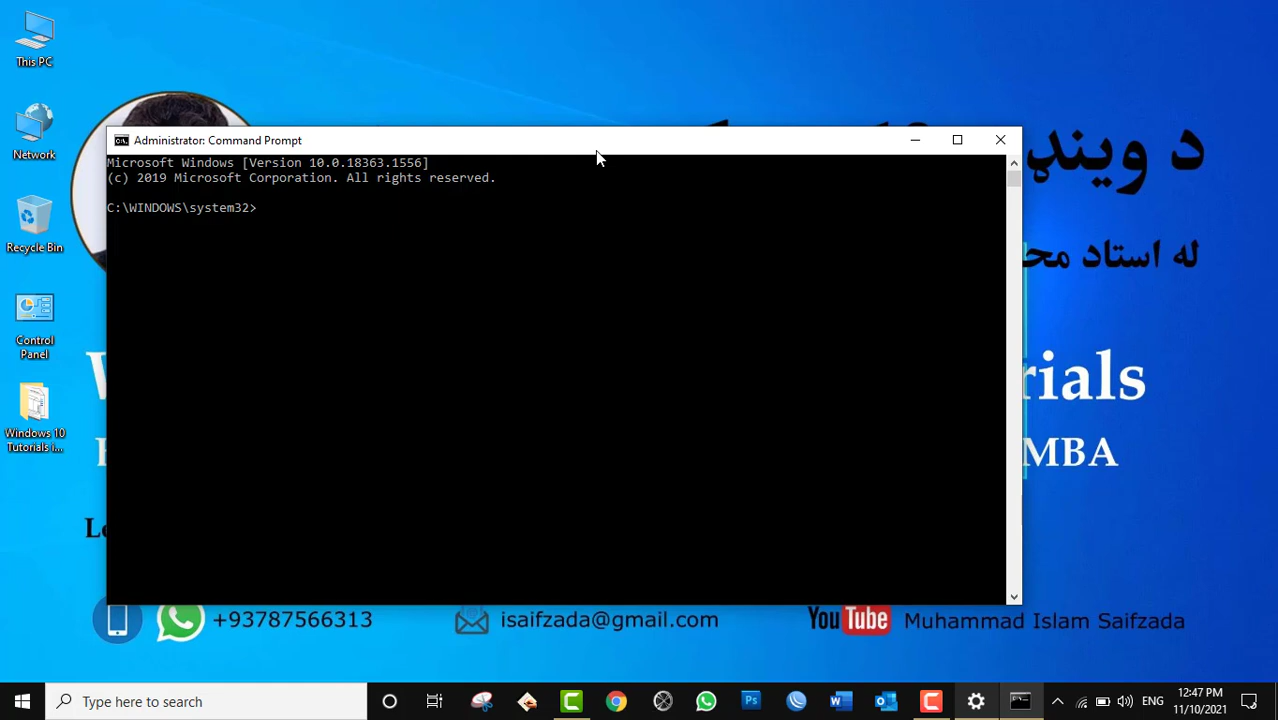 This PC
Network
Recycle Bin
Control
Panel
Windows 10
Tutorials i...
Administrator: Command Prompt
Microsoft Windows [Version 10.0.18363.1556]
(c) 2019 Microsoft Corporation. All rights reserved.
C:\WINDOWS\system32>
د وینډ
له استاد مح
W
rials
MBA
+93787566313
isaifzada@gmail.com
YouTube
Muhammad Islam Saifzada
Type here to search
Ps
ENG
12:47 PM
11/10/2021